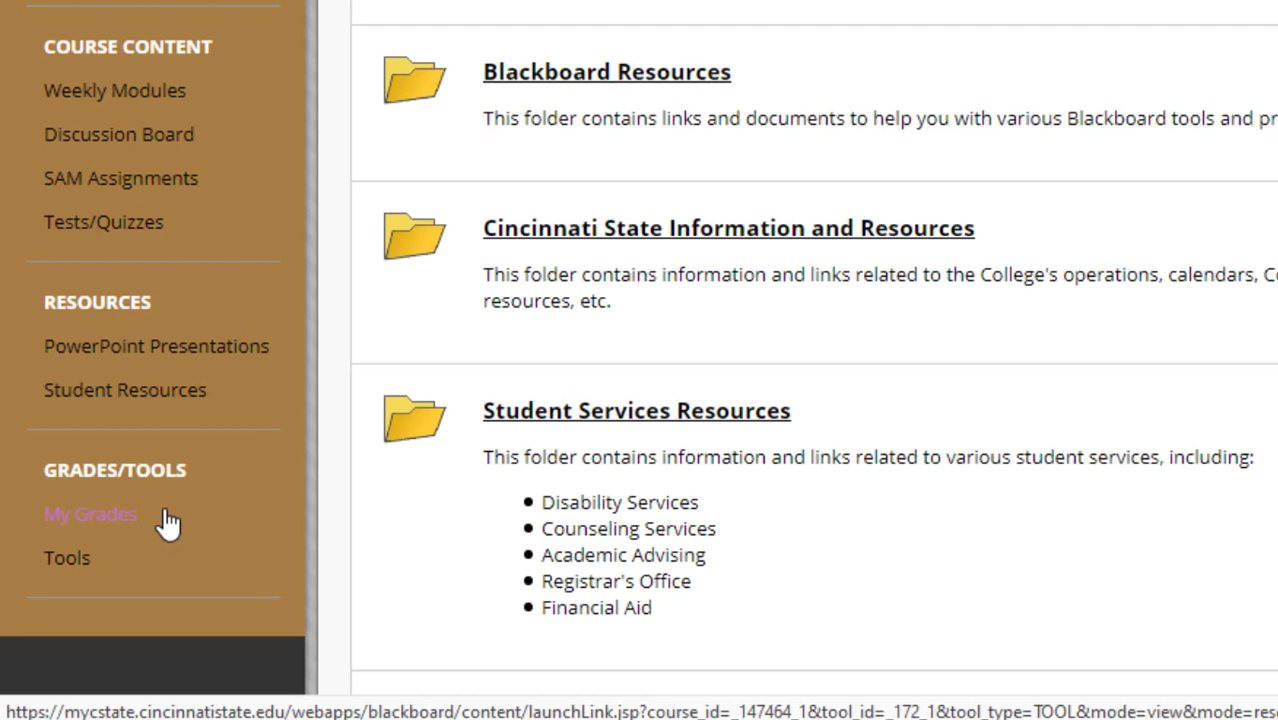 COURSE CONTENT
Weekly Modules
Discussion Board
SAM Assignments
Tests/Quizzes
RESOURCES
PowerPoint Presentations
Student Resources
GRADES/TOOLS
My Grades
Tools
Blackboard Resources
This folder contains links and documents to help you with various Blackboard tools and
Cincinnati State Information and Resources
This folder contains information and links related to the College's operations, calendars,
resources, etc.
Student Services Resources
This folder contains information and links related to various student services, including:
Disability Services
Counseling Services
Academic Advising
Registrar's Office
Financial Aid
https://mycstate.cincinnatistate.edu/webapps/blackboard/content/launchLink.jsp?course_id=_147464_1&tool_id=_172_1&tool_type=TOOL&mode=view&mode=res